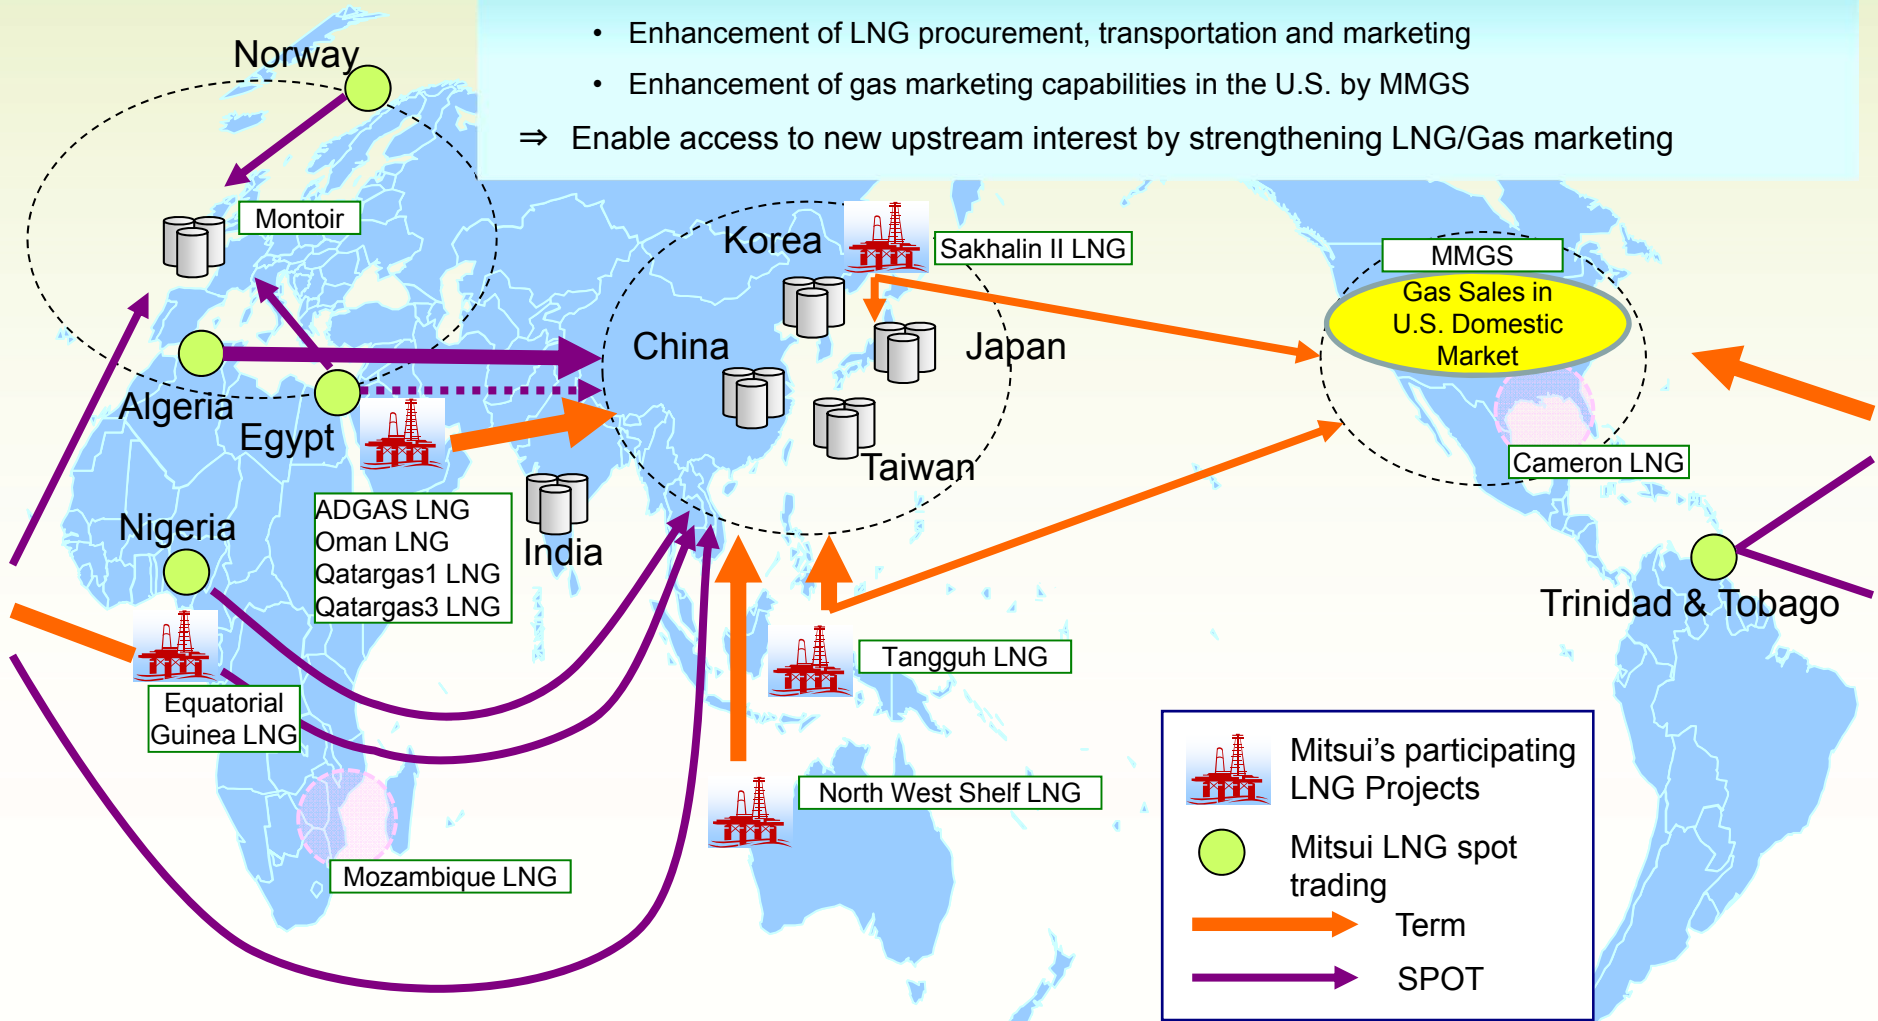 • Enhancement of LNG procurement, transportation and marketing
• Enhancement of gas marketing capabilities in the U.S. by MMGS
⇒ Enable access to new upstream interest by strengthening LNG/Gas marketing
Norway
Montoir
Korea
Sakhalin II LNG
MMGS
Gas Sales in
U.S. Domestic
Market
China
Japan
Algeria
Egypt
Taiwan
Cameron LNG
ADGAS LNG
Oman LNG
Qatargas1 LNG
Qatargas3 LNG
India
Nigeria
Trinidad & Tobago
Tangguh LNG
Equatorial
Guinea LNG
North West Shelf LNG
Mozambique LNG
Mitsui’s participating
LNG Projects
Mitsui LNG spot
trading
Term
SPOT